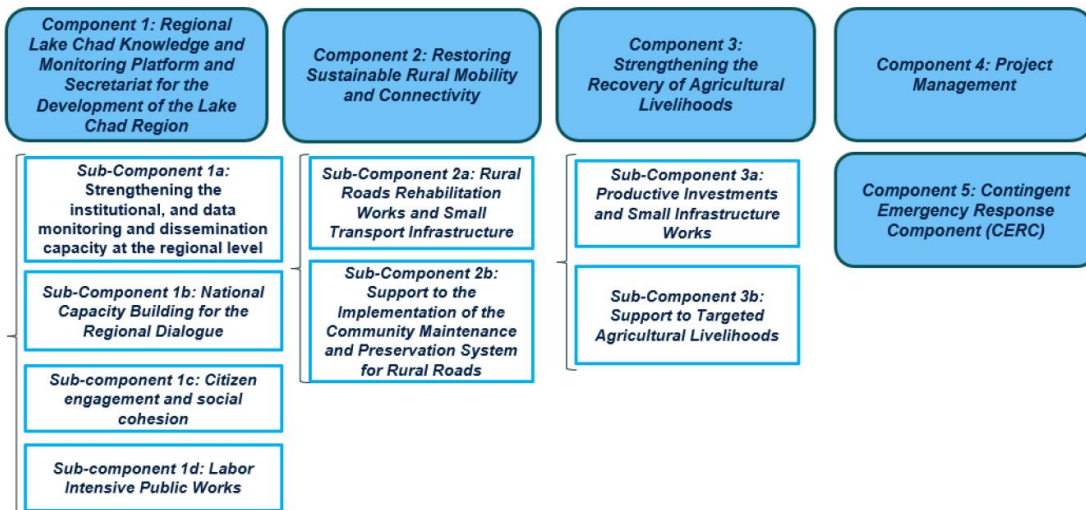 Component 1: Regional
Lake Chad Knowledge and
Monitoring Platform and
Secretariat for the
Development of the Lake
Chad Region
Sub-Component 1a:
Strengthening the
institutional, and data
monitoring and dissemination
capacity at the regional level
Sub-Component 1b: National
Capacity Building for the
Regional Dialogue
Sub-component 1c: Citizen
engagement and social
cohesion
Sub-component 1d: Labor
Intensive Public Works
Component 2: Restoring
Sustainable Rural Mobility
and Connectivity
Sub-Component 2a: Rural
Roads Rehabilitation
Works and Small
Transport Infrastructure
Sub-Component 2b:
Support to the
Implementation of the
Community Maintenance
and Preservation System
for Rural Roads
Component 3:
Strengthening the
Recovery of Agricultural
Livelihoods
Sub-Component 3a:
Productive Investments
and Small Infrastructure
Works
Sub-Component 3b:
Support to Targeted
Agricultural Livelihoods
Component 4: Project
Management
Component 5: Contingent
Emergency Response
Component (CERC)